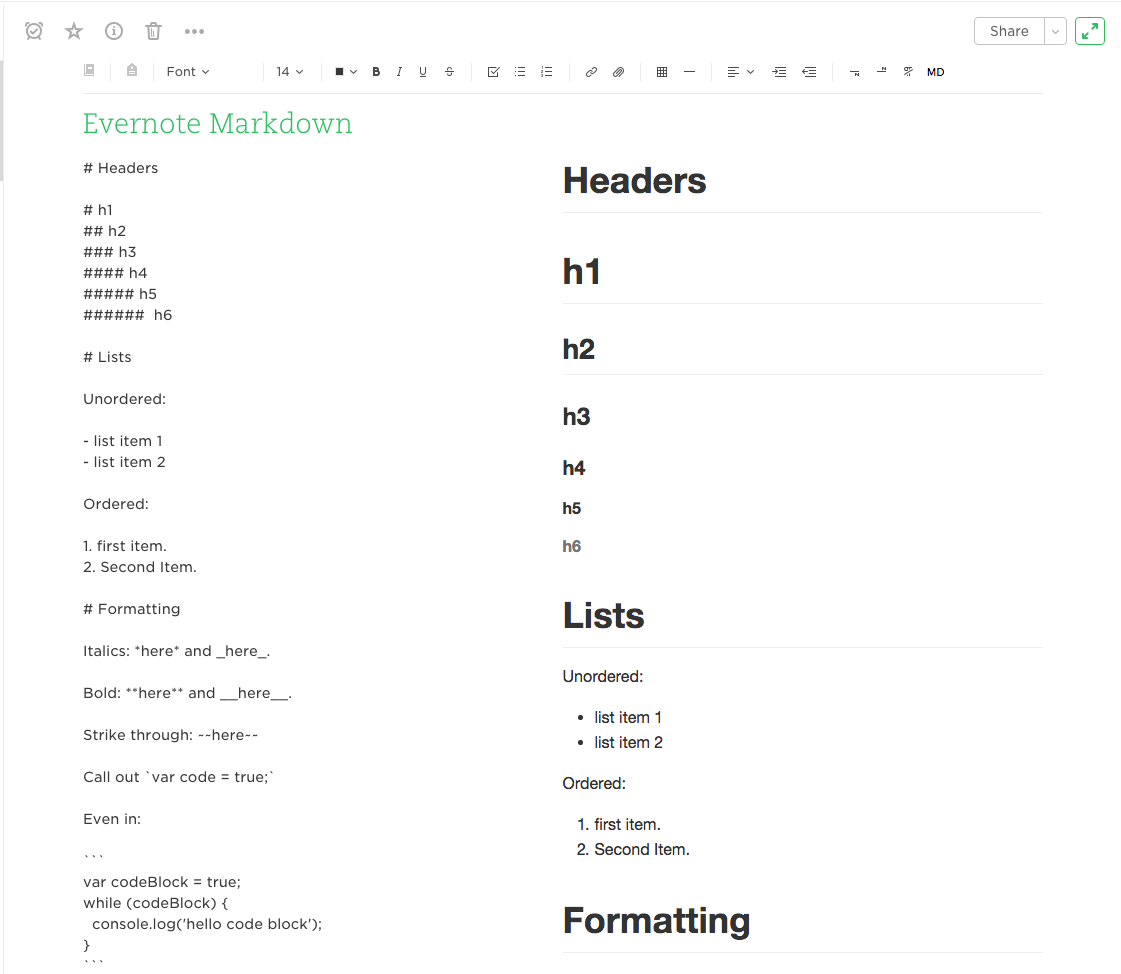 Share
Font
14
B I U S
MD
Evernote Markdown
# Headers

# h1
## h2
### h3
#### h4
##### h5
######  h6

# Lists

Unordered:

- list item 1
- list item 2

Ordered:

1. first item.
2. Second Item.

# Formatting

Italics: *here* and _here_.

Bold: **here** and __here__.

Strike through: ~~here~~

Call out `var code = true;`

Even in:

```
var codeBlock = true;
while (codeBlock) {
  console.log('hello code block');
}
```
Headers
h1
h2
h3
h4
h5
h6
Lists
Unordered:
• list item 1
• list item 2
Ordered:
1. first item.
2. Second Item.
Formatting